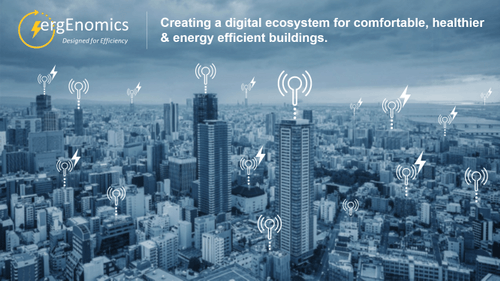 ergEnomics
Designed for Efficiency
Creating a digital ecosystem for comfortable, healthier
& energy efficient buildings.